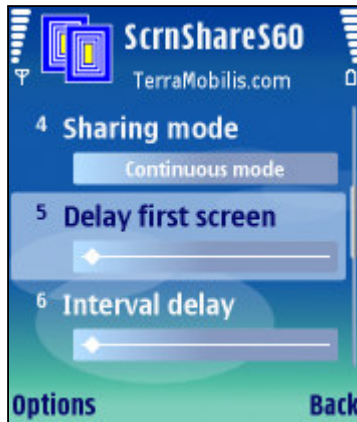 ScrnShareS60
TerraMobilis.com
4 Sharing mode
Continuous mode
5 Delay first screen
6 Interval delay
Options Back